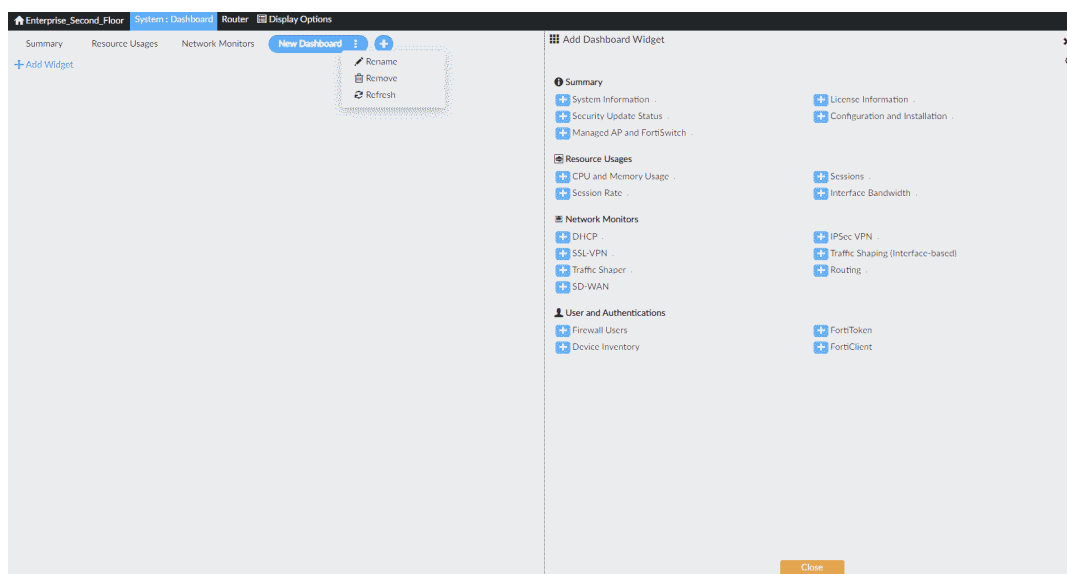 Enterprise_Second_Floor System : Dashboard Router Display Options
Summary Resource Usages Network Monitors New Dashboard
Add Widget
Rename
Remove
Refresh
Add Dashboard Widget
Summary
System Information License Information
Security Update Status Configuration and Installation
Managed AP and FortiSwitch
Resource Usages
CPU and Memory Usage Sessions
Session Rate Interface Bandwidth
Network Monitors
DHCP IPSec VPN
SSL-VPN Traffic Shaping (Interface-based)
Traffic Shaper Routing
SD-WAN
User and Authentications
Firewall Users FortiToken
Device Inventory FortiClient
Close